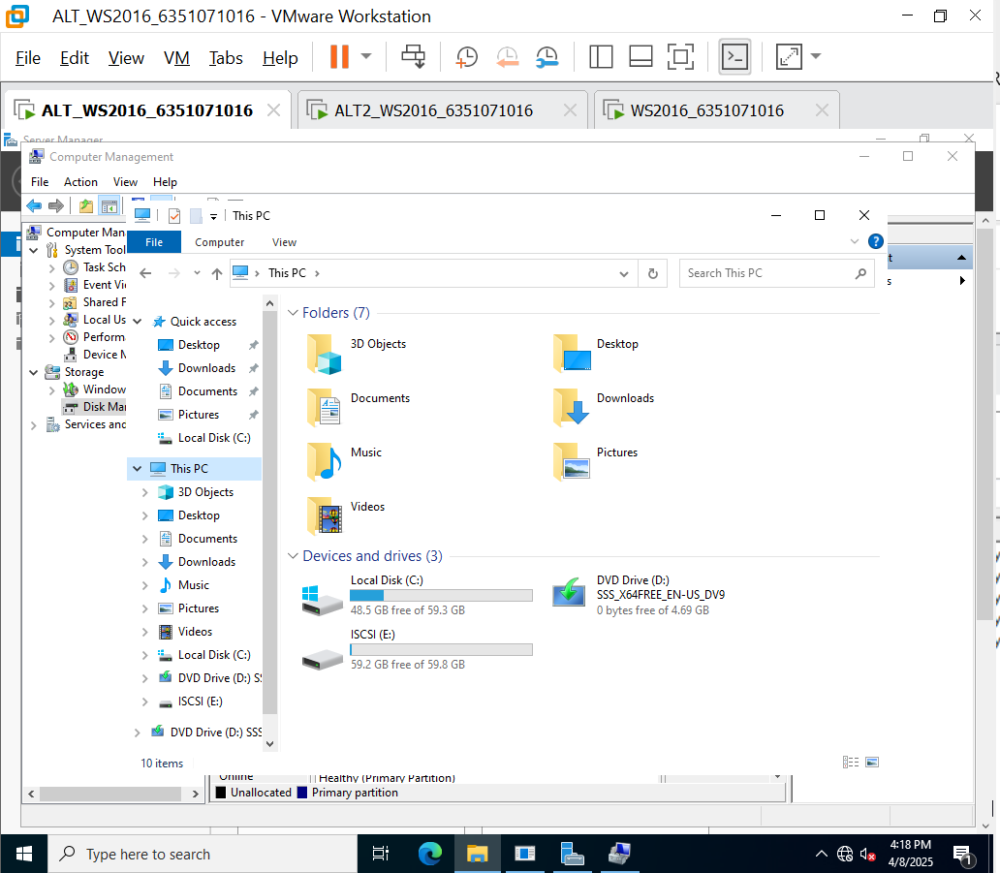 ALT_WS2016_6351071016 - VMware Workstation
File Edit View VM Tabs Help
ALT_WS2016_6351071016
ALT2_WS2016_6351071016
WS2016_6351071016
Server Manager
Computer Management
File Action View Help
This PC
File Computer View
This PC
Search This PC
Computer Man
System Tool
Task Sch
Event Vi
Shared F
Local Us
Perform
Device M
Storage
Window
Disk Mar
Services and
Quick access
Desktop
Downloads
Documents
Pictures
Local Disk (C:)
This PC
3D Objects
Desktop
Documents
Downloads
Music
Pictures
Videos
Local Disk (C:)
DVD Drive (D:) S
ISCSI (E:)
DVD Drive (D:) SSS
Folders (7)
3D Objects
Desktop
Documents
Downloads
Music
Pictures
Videos
Devices and drives (3)
Local Disk (C:)
48.5 GB free of 59.3 GB
DVD Drive (D:)
SSS_X64FREE_EN-US_DV9
0 bytes free of 4.69 GB
ISCSI (E:)
59.2 GB free of 59.8 GB
10 items
Online
Healthy (Primary Partition)
Unallocated
Primary partition
Type here to search
4:18 PM
4/8/2025
1